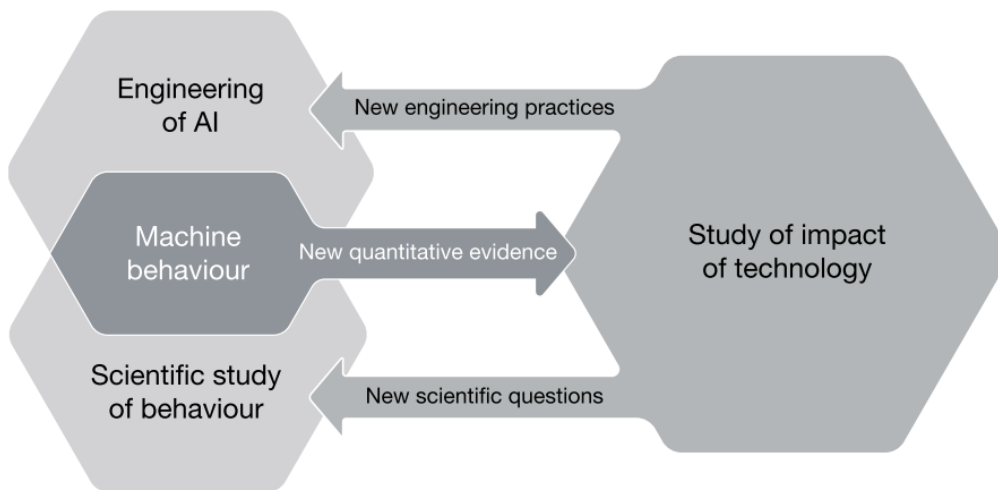 Engineering
of AI
New engineering practices
Machine
behaviour
New quantitative evidence
Study of impact
of technology
Scientific study
of behaviour
New scientific questions